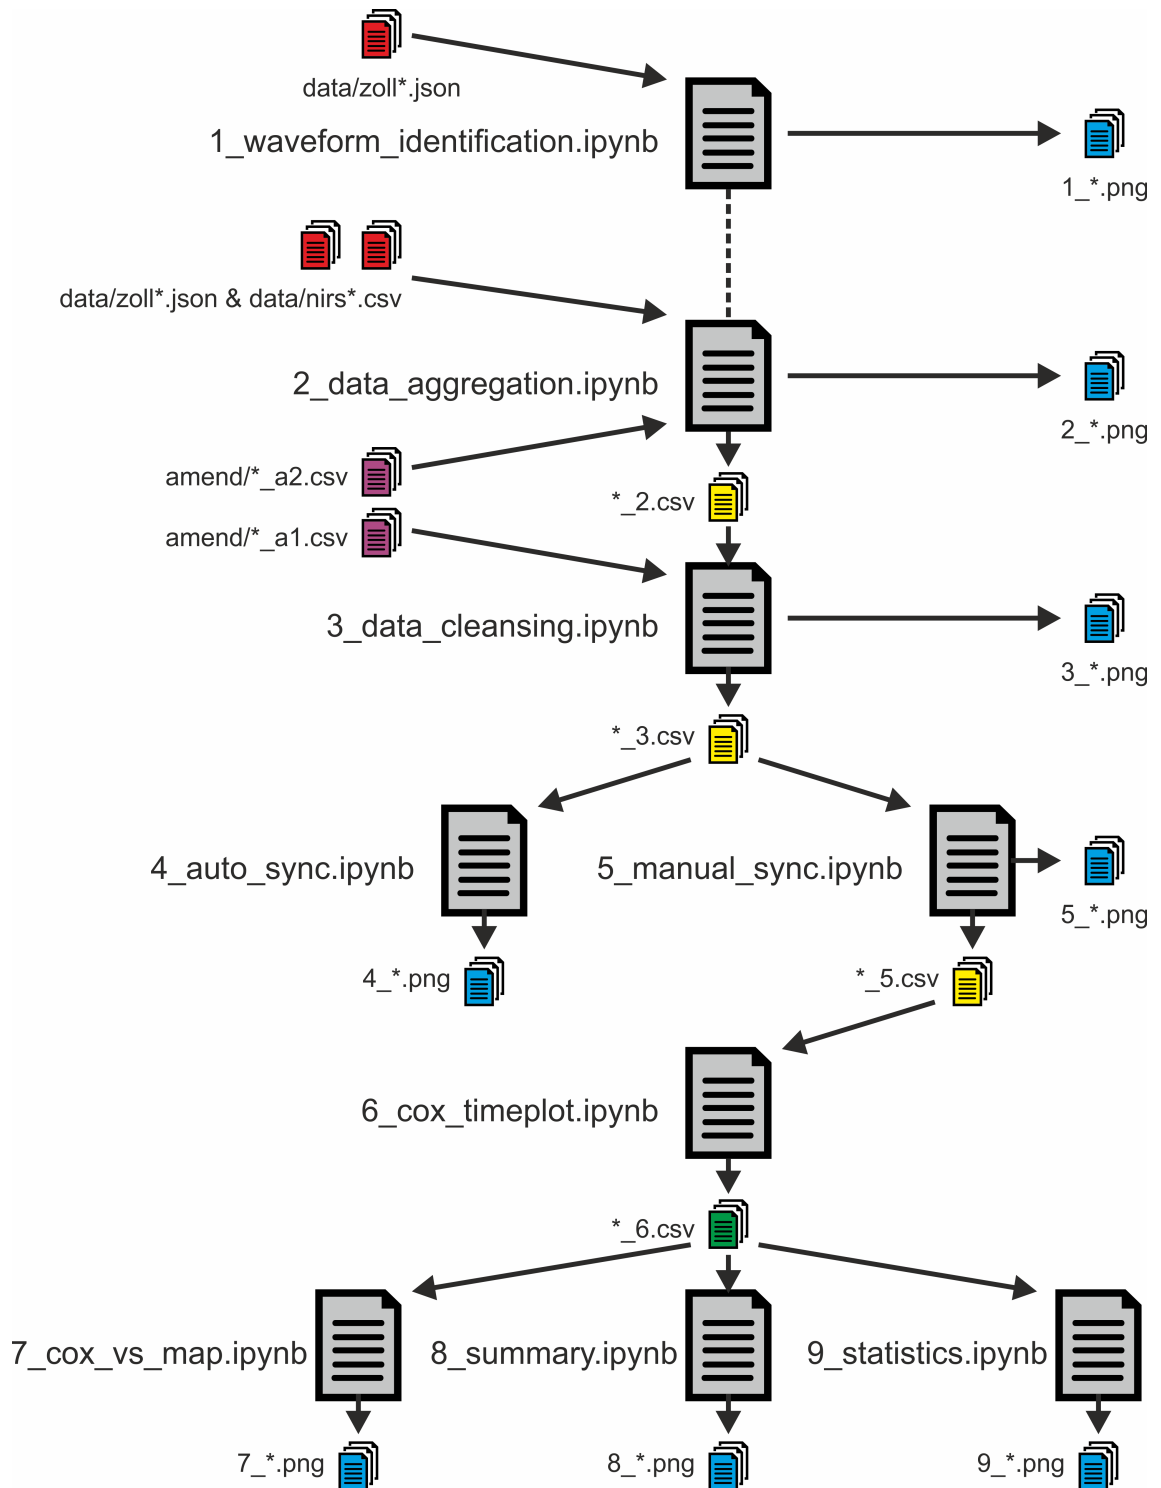 data/zoll*.json
1_waveform_identification.ipynb
1_*.png
data/zoll*.json & data/nirs*.csv
2_data_aggregation.ipynb
2_*.png
amend/*_a2.csv
*_2.csv
amend/*_a1.csv
3_data_cleansing.ipynb
3_*.png
*_3.csv
4_auto_sync.ipynb
5_manual_sync.ipynb
5_*.png
4_*.png
*_5.csv
6_cox_timeplot.ipynb
*_6.csv
7_cox_vs_map.ipynb
8_summary.ipynb
9_statistics.ipynb
7_*.png
8_*.png
9_*.png